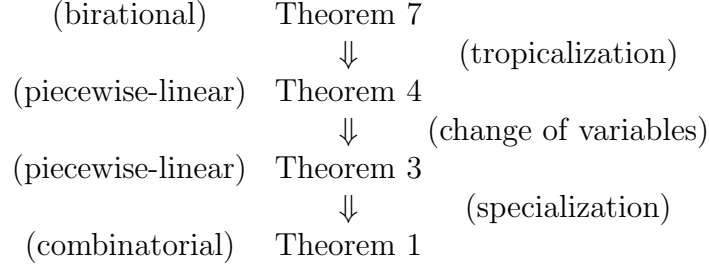 (birational) Theorem 7
⇓ (tropicalization)
(piecewise-linear) Theorem 4
⇓ (change of variables)
(piecewise-linear) Theorem 3
⇓ (specialization)
(combinatorial) Theorem 1